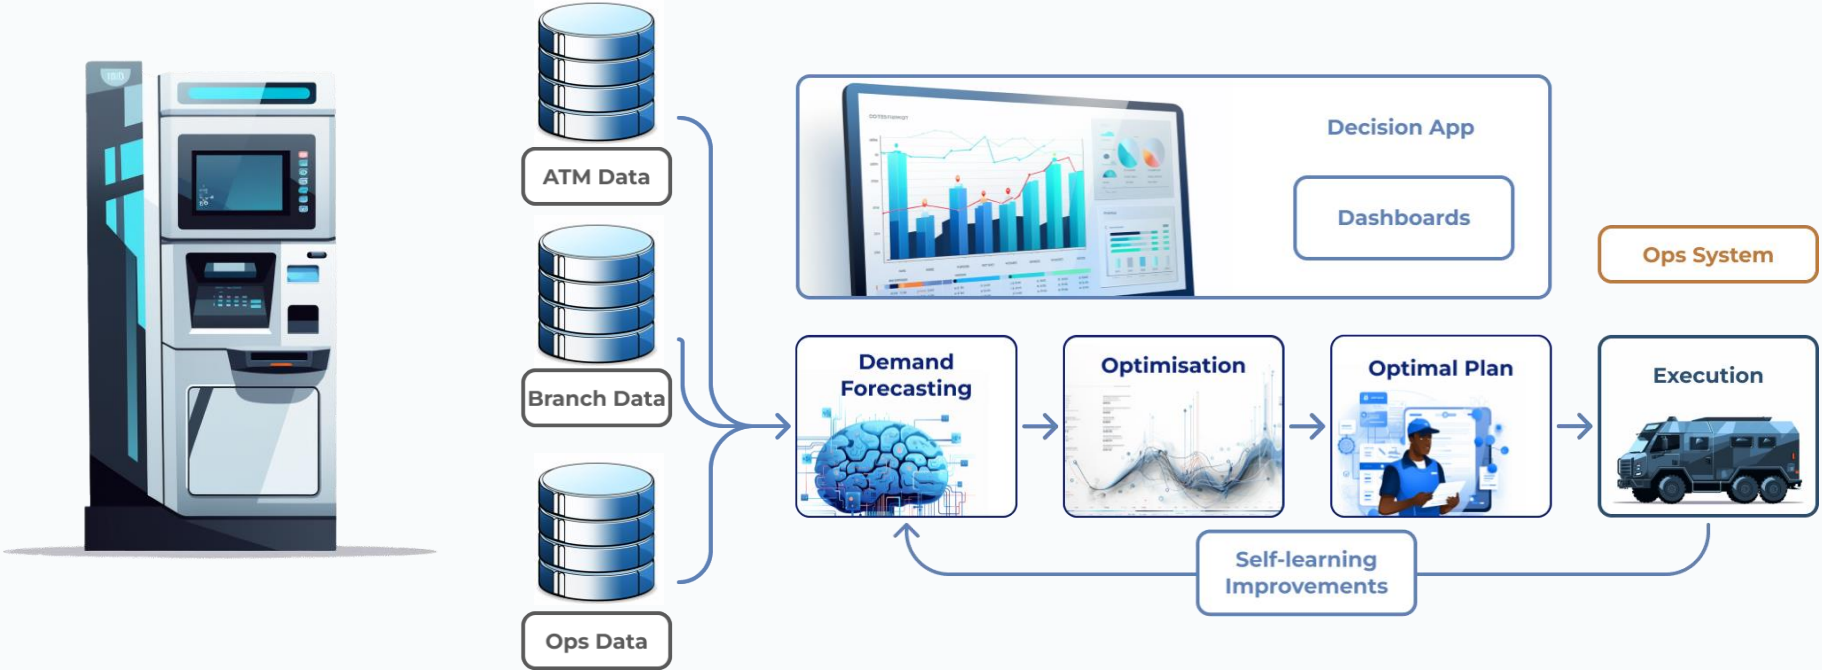 ATM Data
Branch Data
Ops Data
Decision App
Dashboards
Ops System
Demand
Forecasting
Optimisation
Optimal Plan
Execution
Self-learning
Improvements